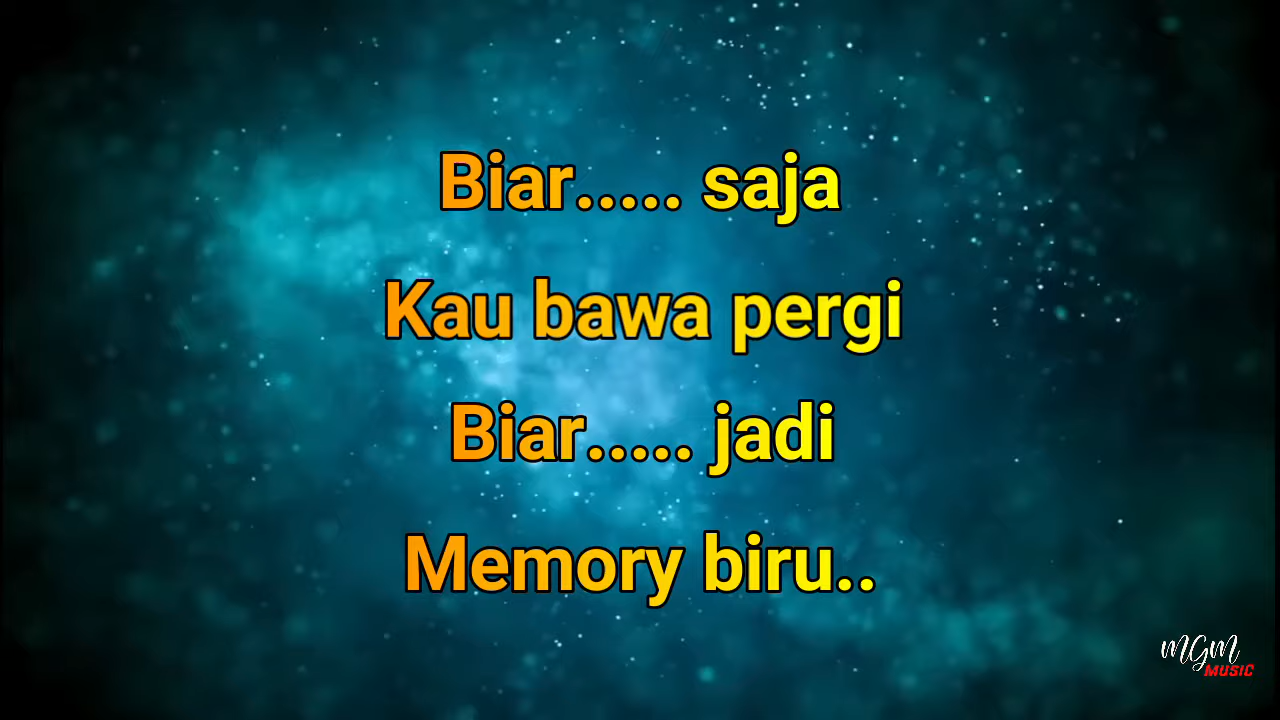 Biar..... saja
Kau bawa pergi
Biar..... jadi
Memory biru..
MGM
MUSIC